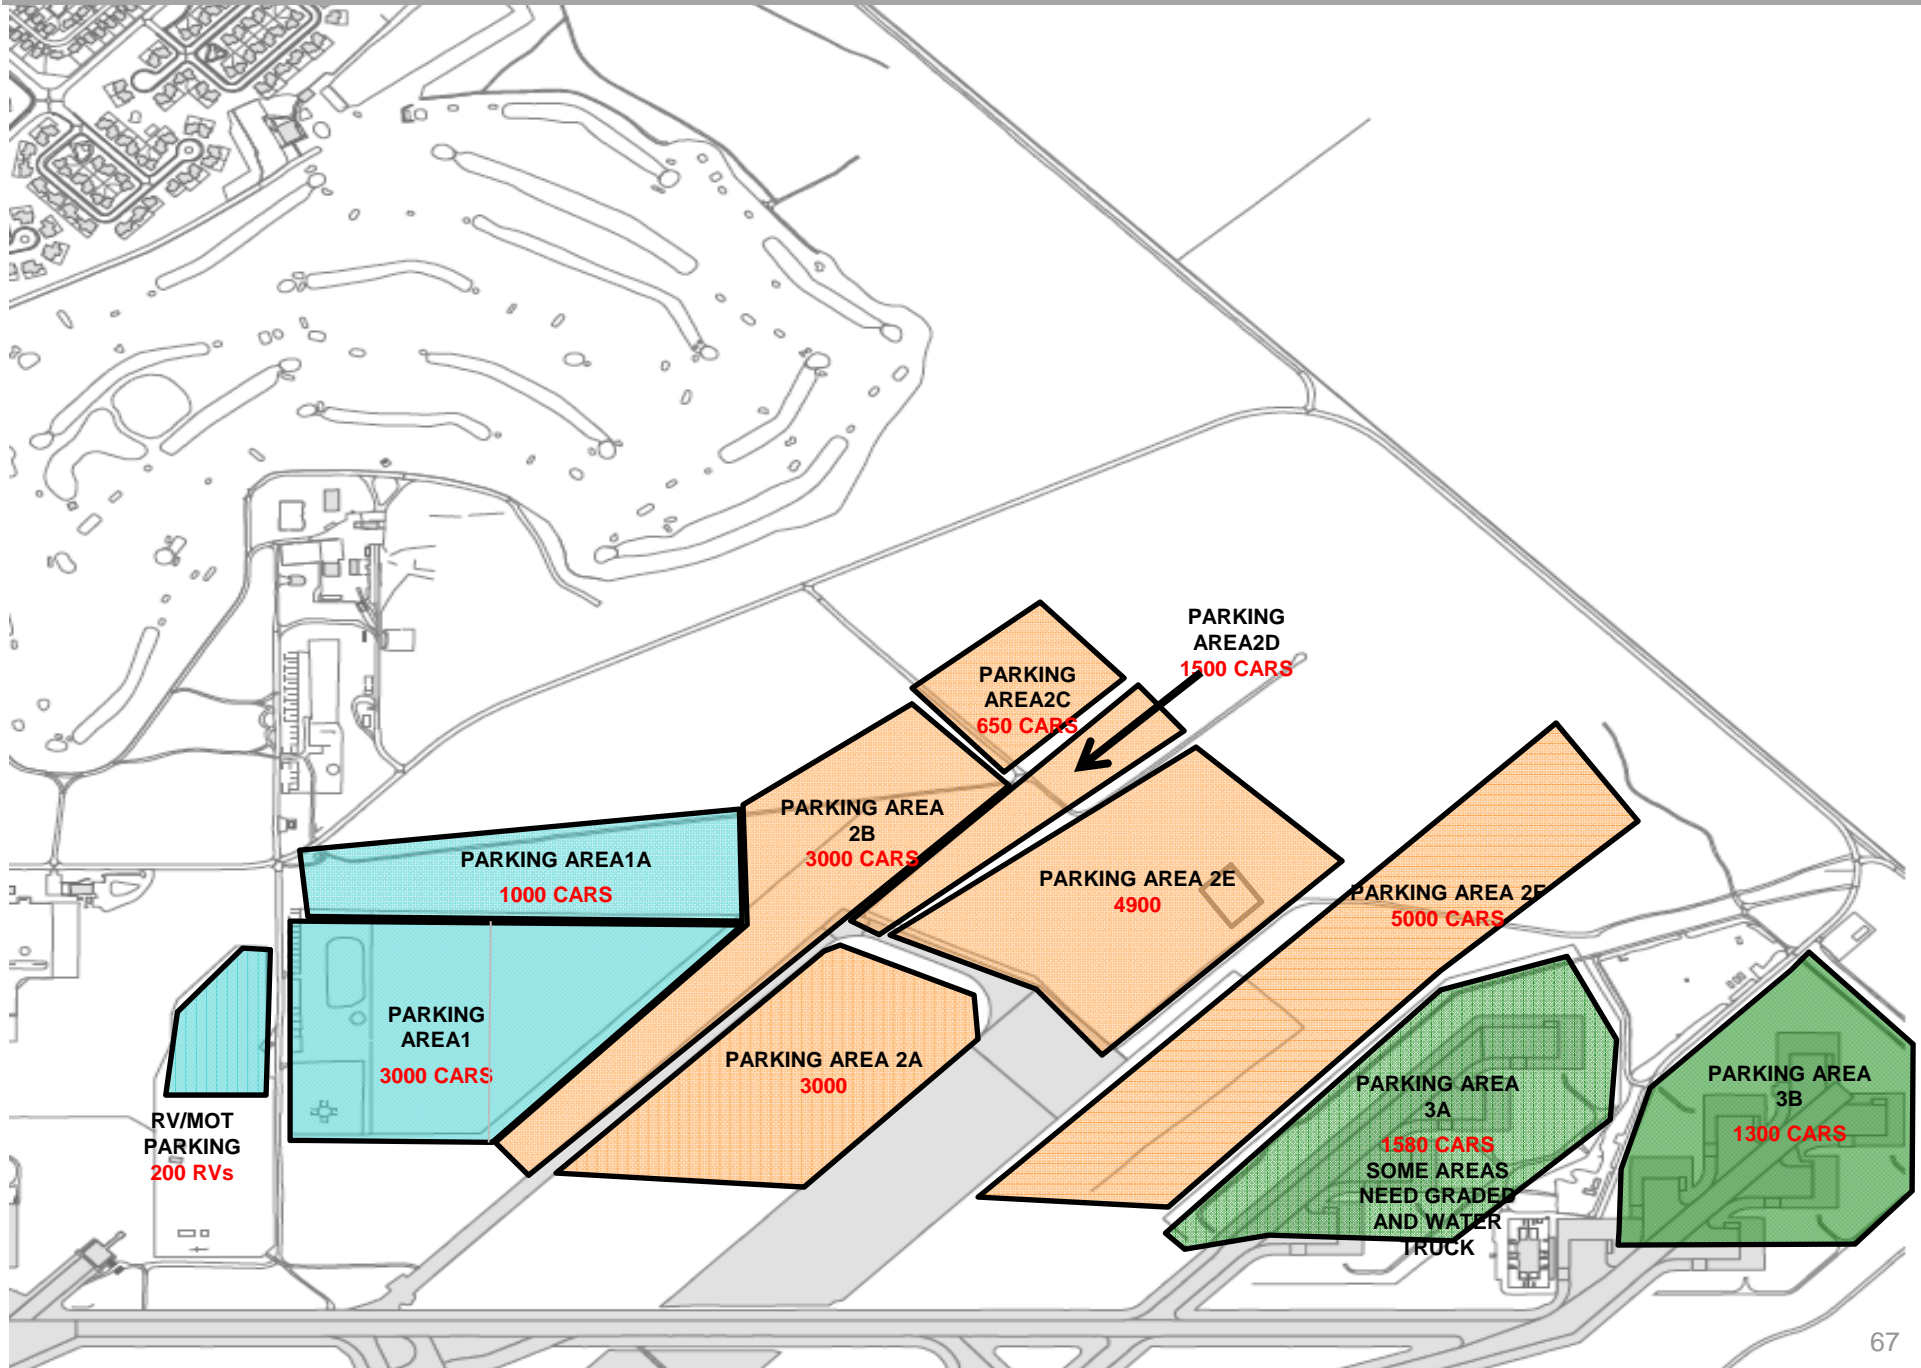 PARKING
AREA2D
1500 CARS
PARKING
AREA2C
650 CARS
PARKING AREA
2B
3000 CARS
PARKING AREA1A
1000 CARS
PARKING AREA 2E
4900
PARKING AREA 2F
5000 CARS
PARKING
AREA1
3000 CARS
PARKING AREA 2A
3000
PARKING AREA
3A
1580 CARS
SOME AREAS
NEED GRADED
AND WATER
TRUCK
PARKING AREA
3B
1300 CARS
RV/MOT
PARKING
200 RVs
67